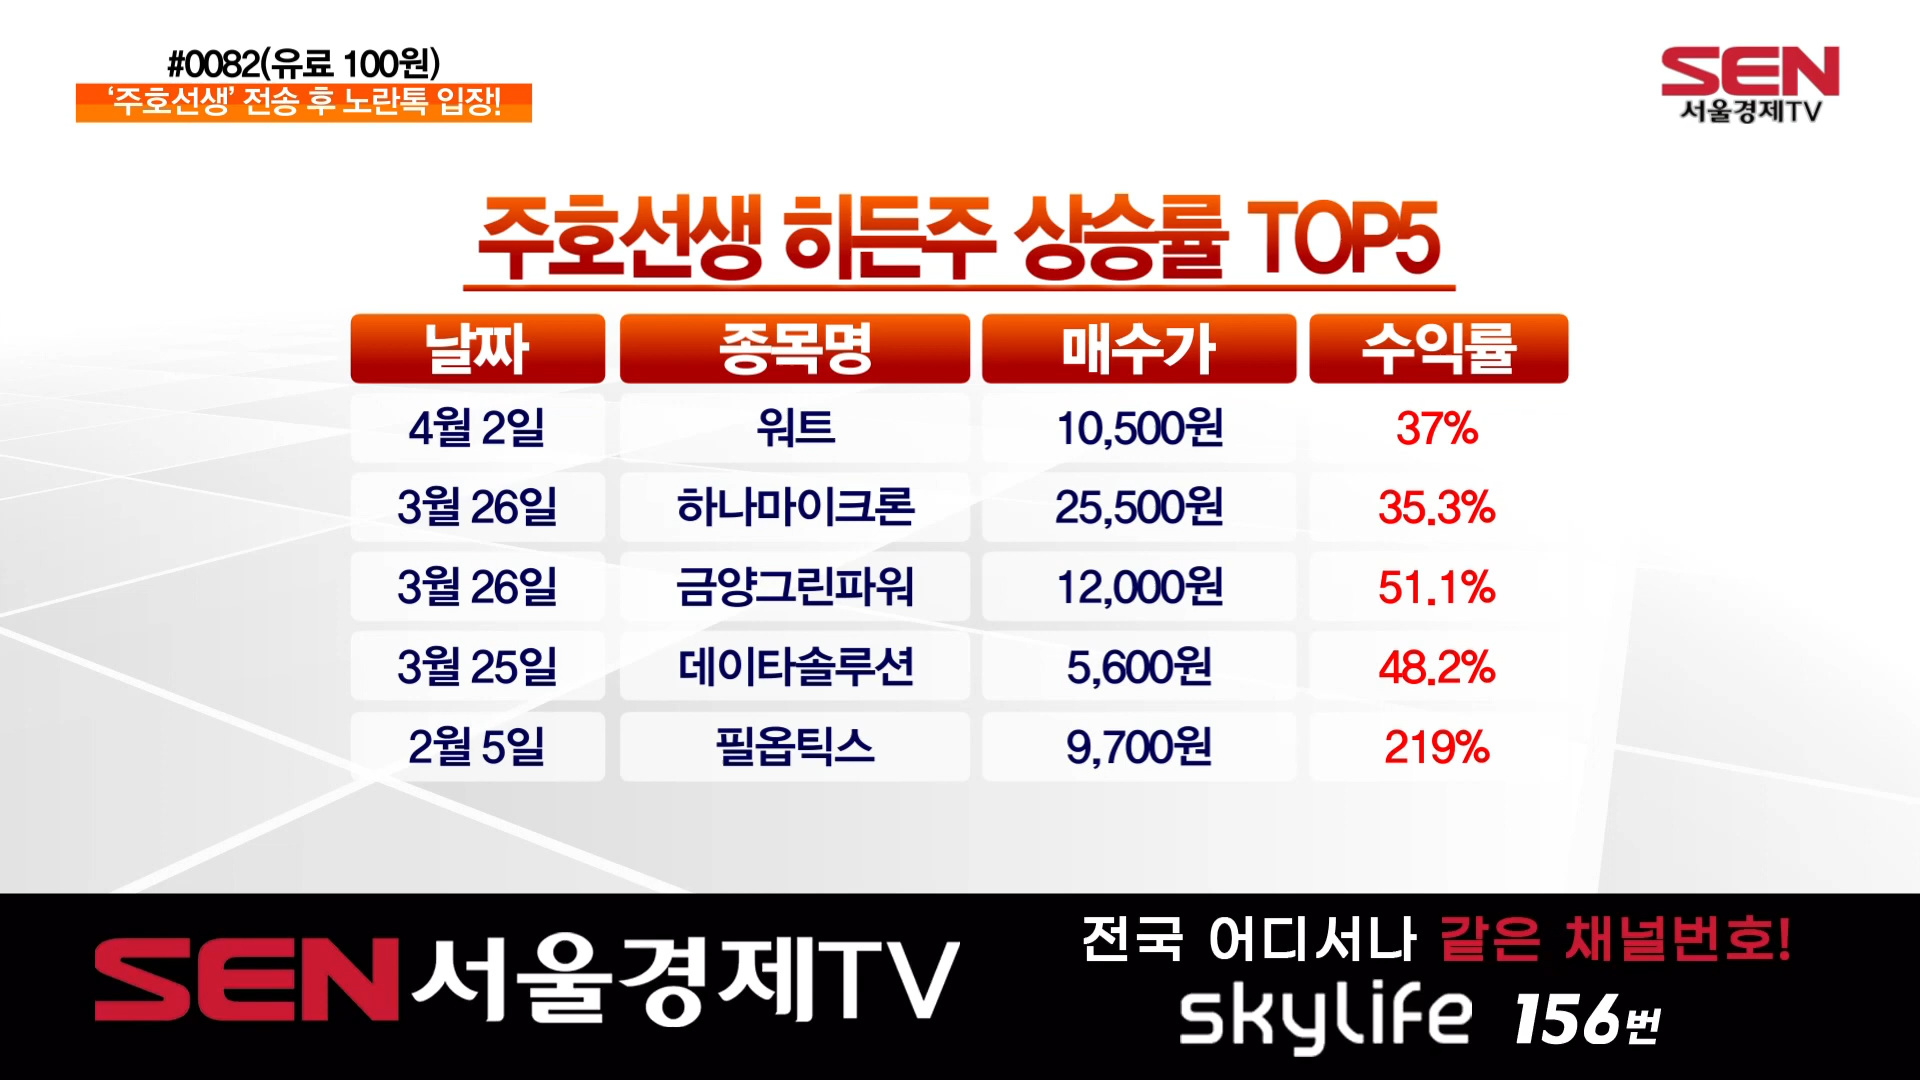 #0082(유료 100원)
‘주호선생’ 전송 후 노란톡 입장!
SEN
서울경제TV
주호선생 히든주 상승률 TOP5
날짜 종목명 매수가 수익률
4월 2일 워트 10,500원 37%
3월 26일 하나마이크론 25,500원 35.3%
3월 26일 금양그린파워 12,000원 51.1%
3월 25일 데이타솔루션 5,600원 48.2%
2월 5일 필옵틱스 9,700원 219%
SEN서울경제TV
전국 어디서나 같은 채널번호!
skylife 156번